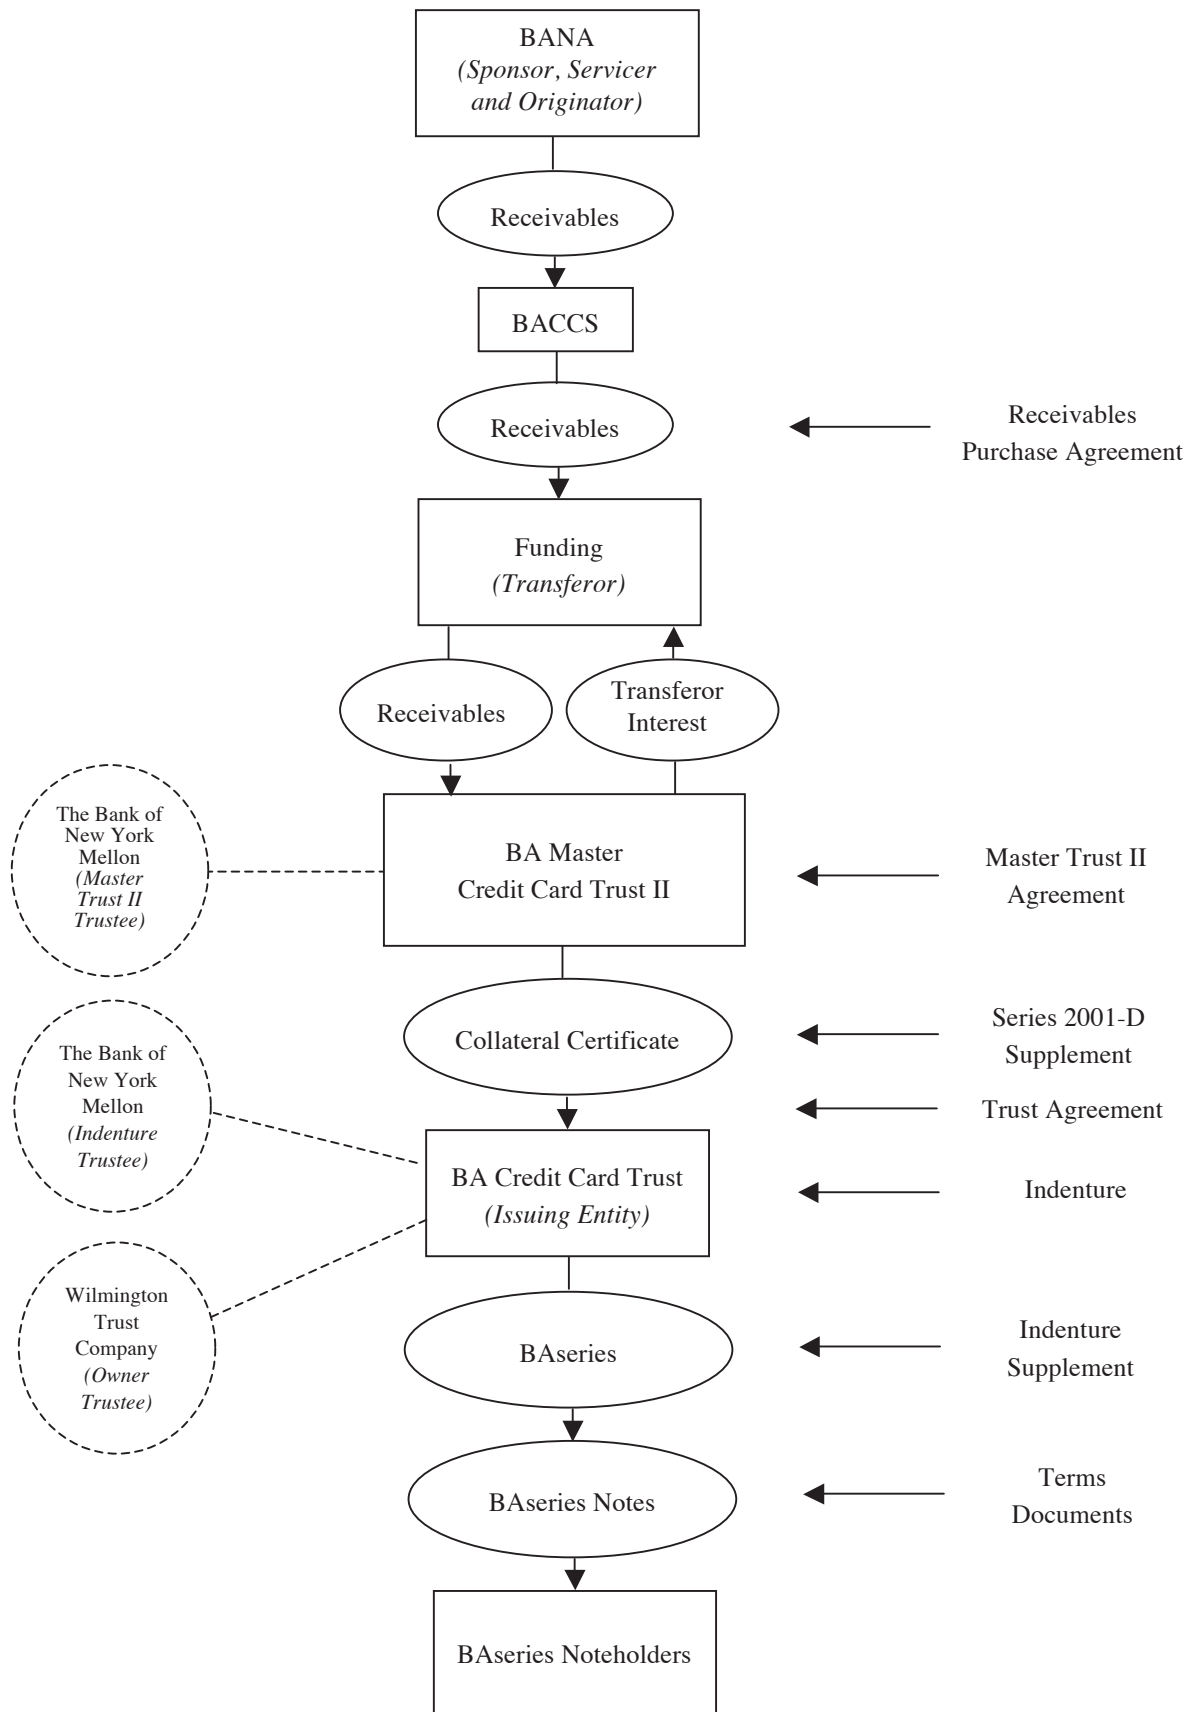 BANA
(Sponsor, Servicer
and Originator)
Receivables
BACCS
Receivables
Receivables
Purchase Agreement
Funding
(Transferor)
Receivables
Transferor
Interest
The Bank of
New York
Mellon
(Master
Trust II
Trustee)
BA Master
Credit Card Trust II
Master Trust II
Agreement
Collateral Certificate
Series 2001-D
Supplement
The Bank of
New York
Mellon
(Indenture
Trustee)
Trust Agreement
BA Credit Card Trust
(Issuing Entity)
Indenture
Wilmington
Trust
Company
(Owner
Trustee)
BAseries
Indenture
Supplement
BAseries Notes
Terms
Documents
BAseries Noteholders